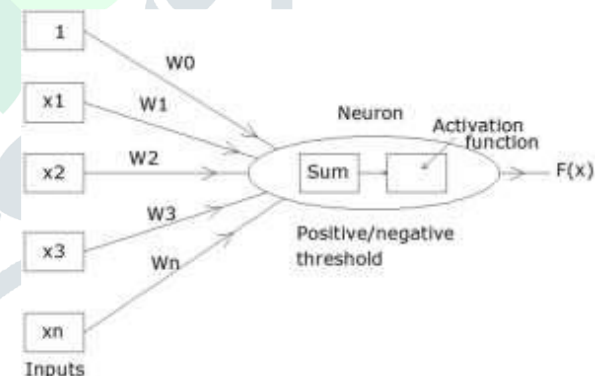 1
W0
x1
W1
Neuron
Activation
function
x2
W2
Sum
F(x)
W3
Positive/negative
threshold
x3
Wn
xn
Inputs